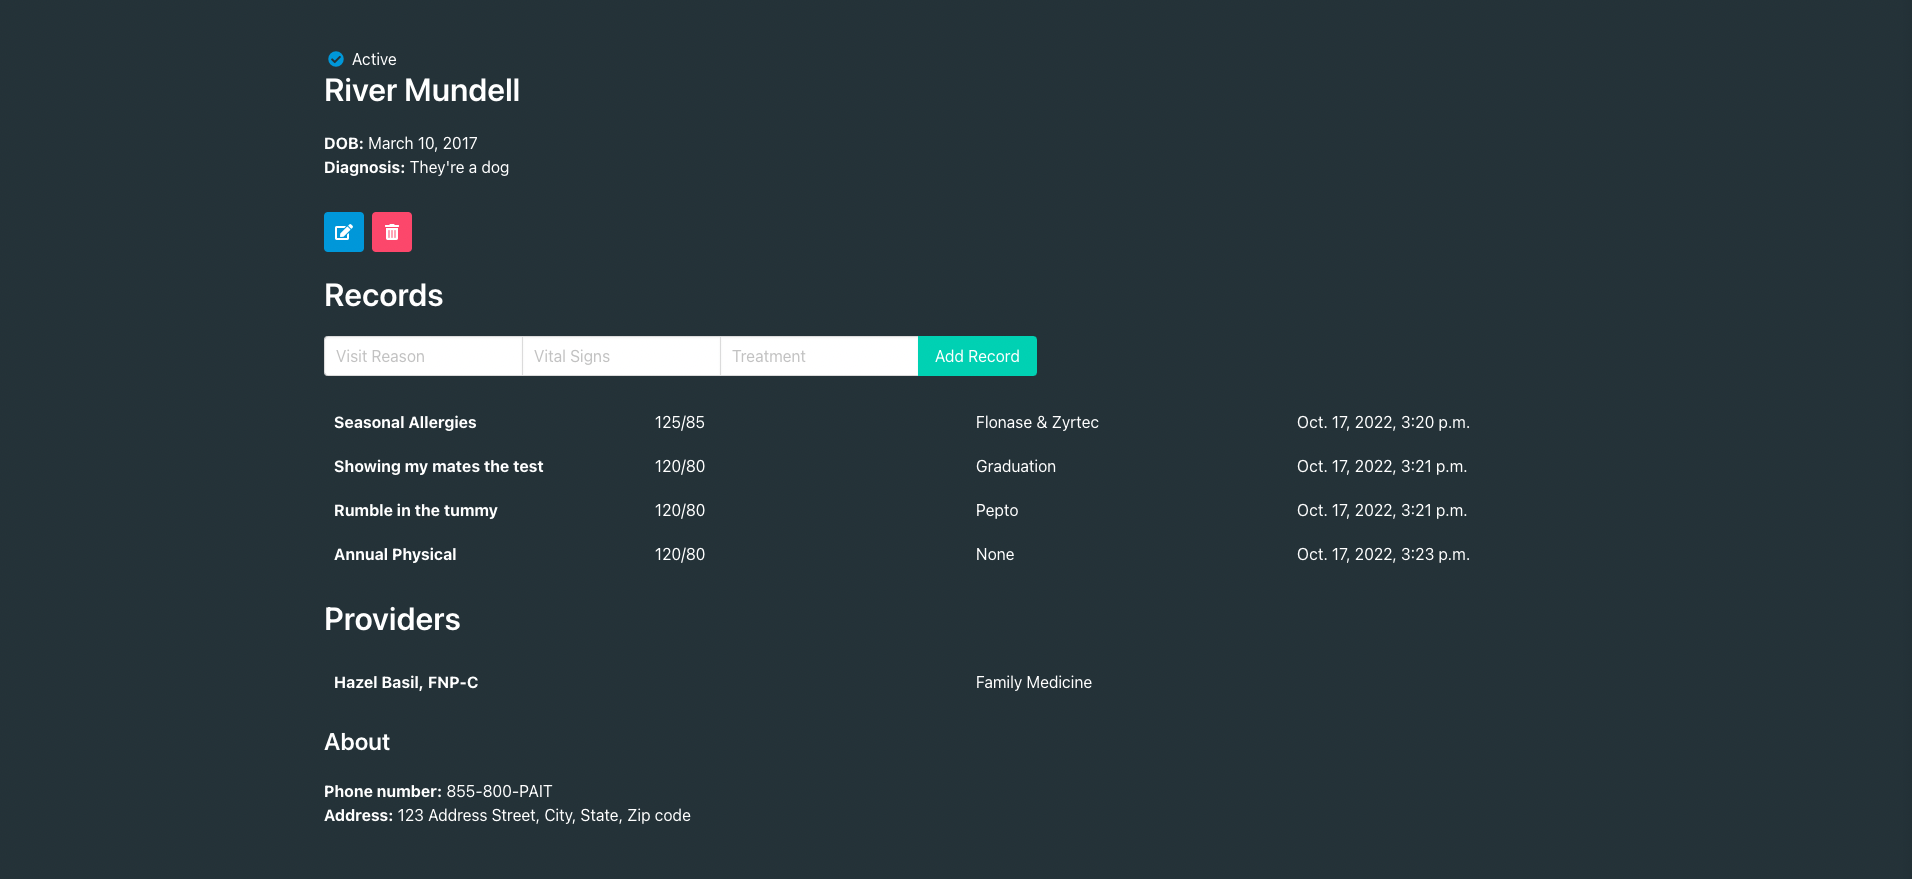 Active
River Mundell
DOB: March 10, 2017
Diagnosis: They're a dog
Records
Visit Reason Vital Signs Treatment Add Record
Seasonal Allergies 125/85 Flonase & Zyrtec Oct. 17, 2022, 3:20 p.m.
Showing my mates the test 120/80 Graduation Oct. 17, 2022, 3:21 p.m.
Rumble in the tummy 120/80 Pepto Oct. 17, 2022, 3:21 p.m.
Annual Physical 120/80 None Oct. 17, 2022, 3:23 p.m.
Providers
Hazel Basil, FNP-C Family Medicine
About
Phone number: 855-800-PAIT
Address: 123 Address Street, City, State, Zip code